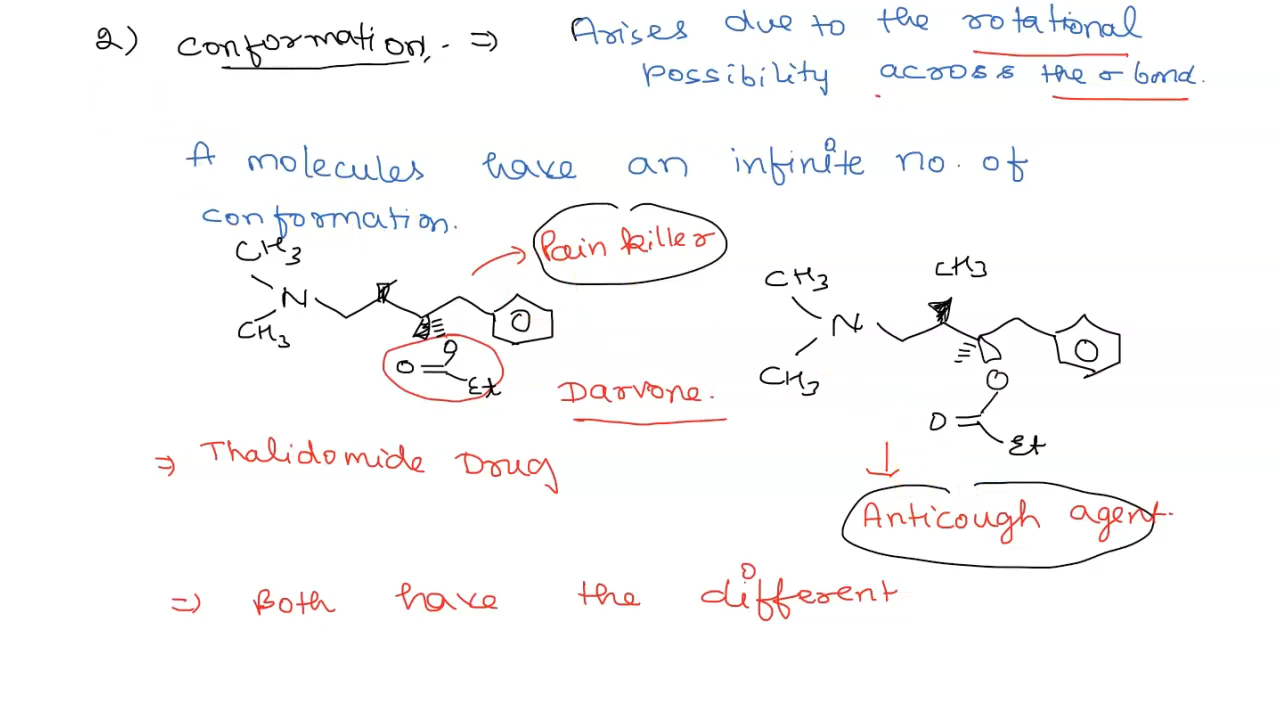 2) Conformation. ⇒ Arises due to the rotational
possibility across the σ bond.
A molecules have an infinite no. of
conformation.
CH3
N
CH3
O
O
Et
Pain killer
Darvone.
CH3
CH3
N
CH3
O
O
Et
⇒ Thalidomide Drug
Anticough agent.
⇒ Both have the different